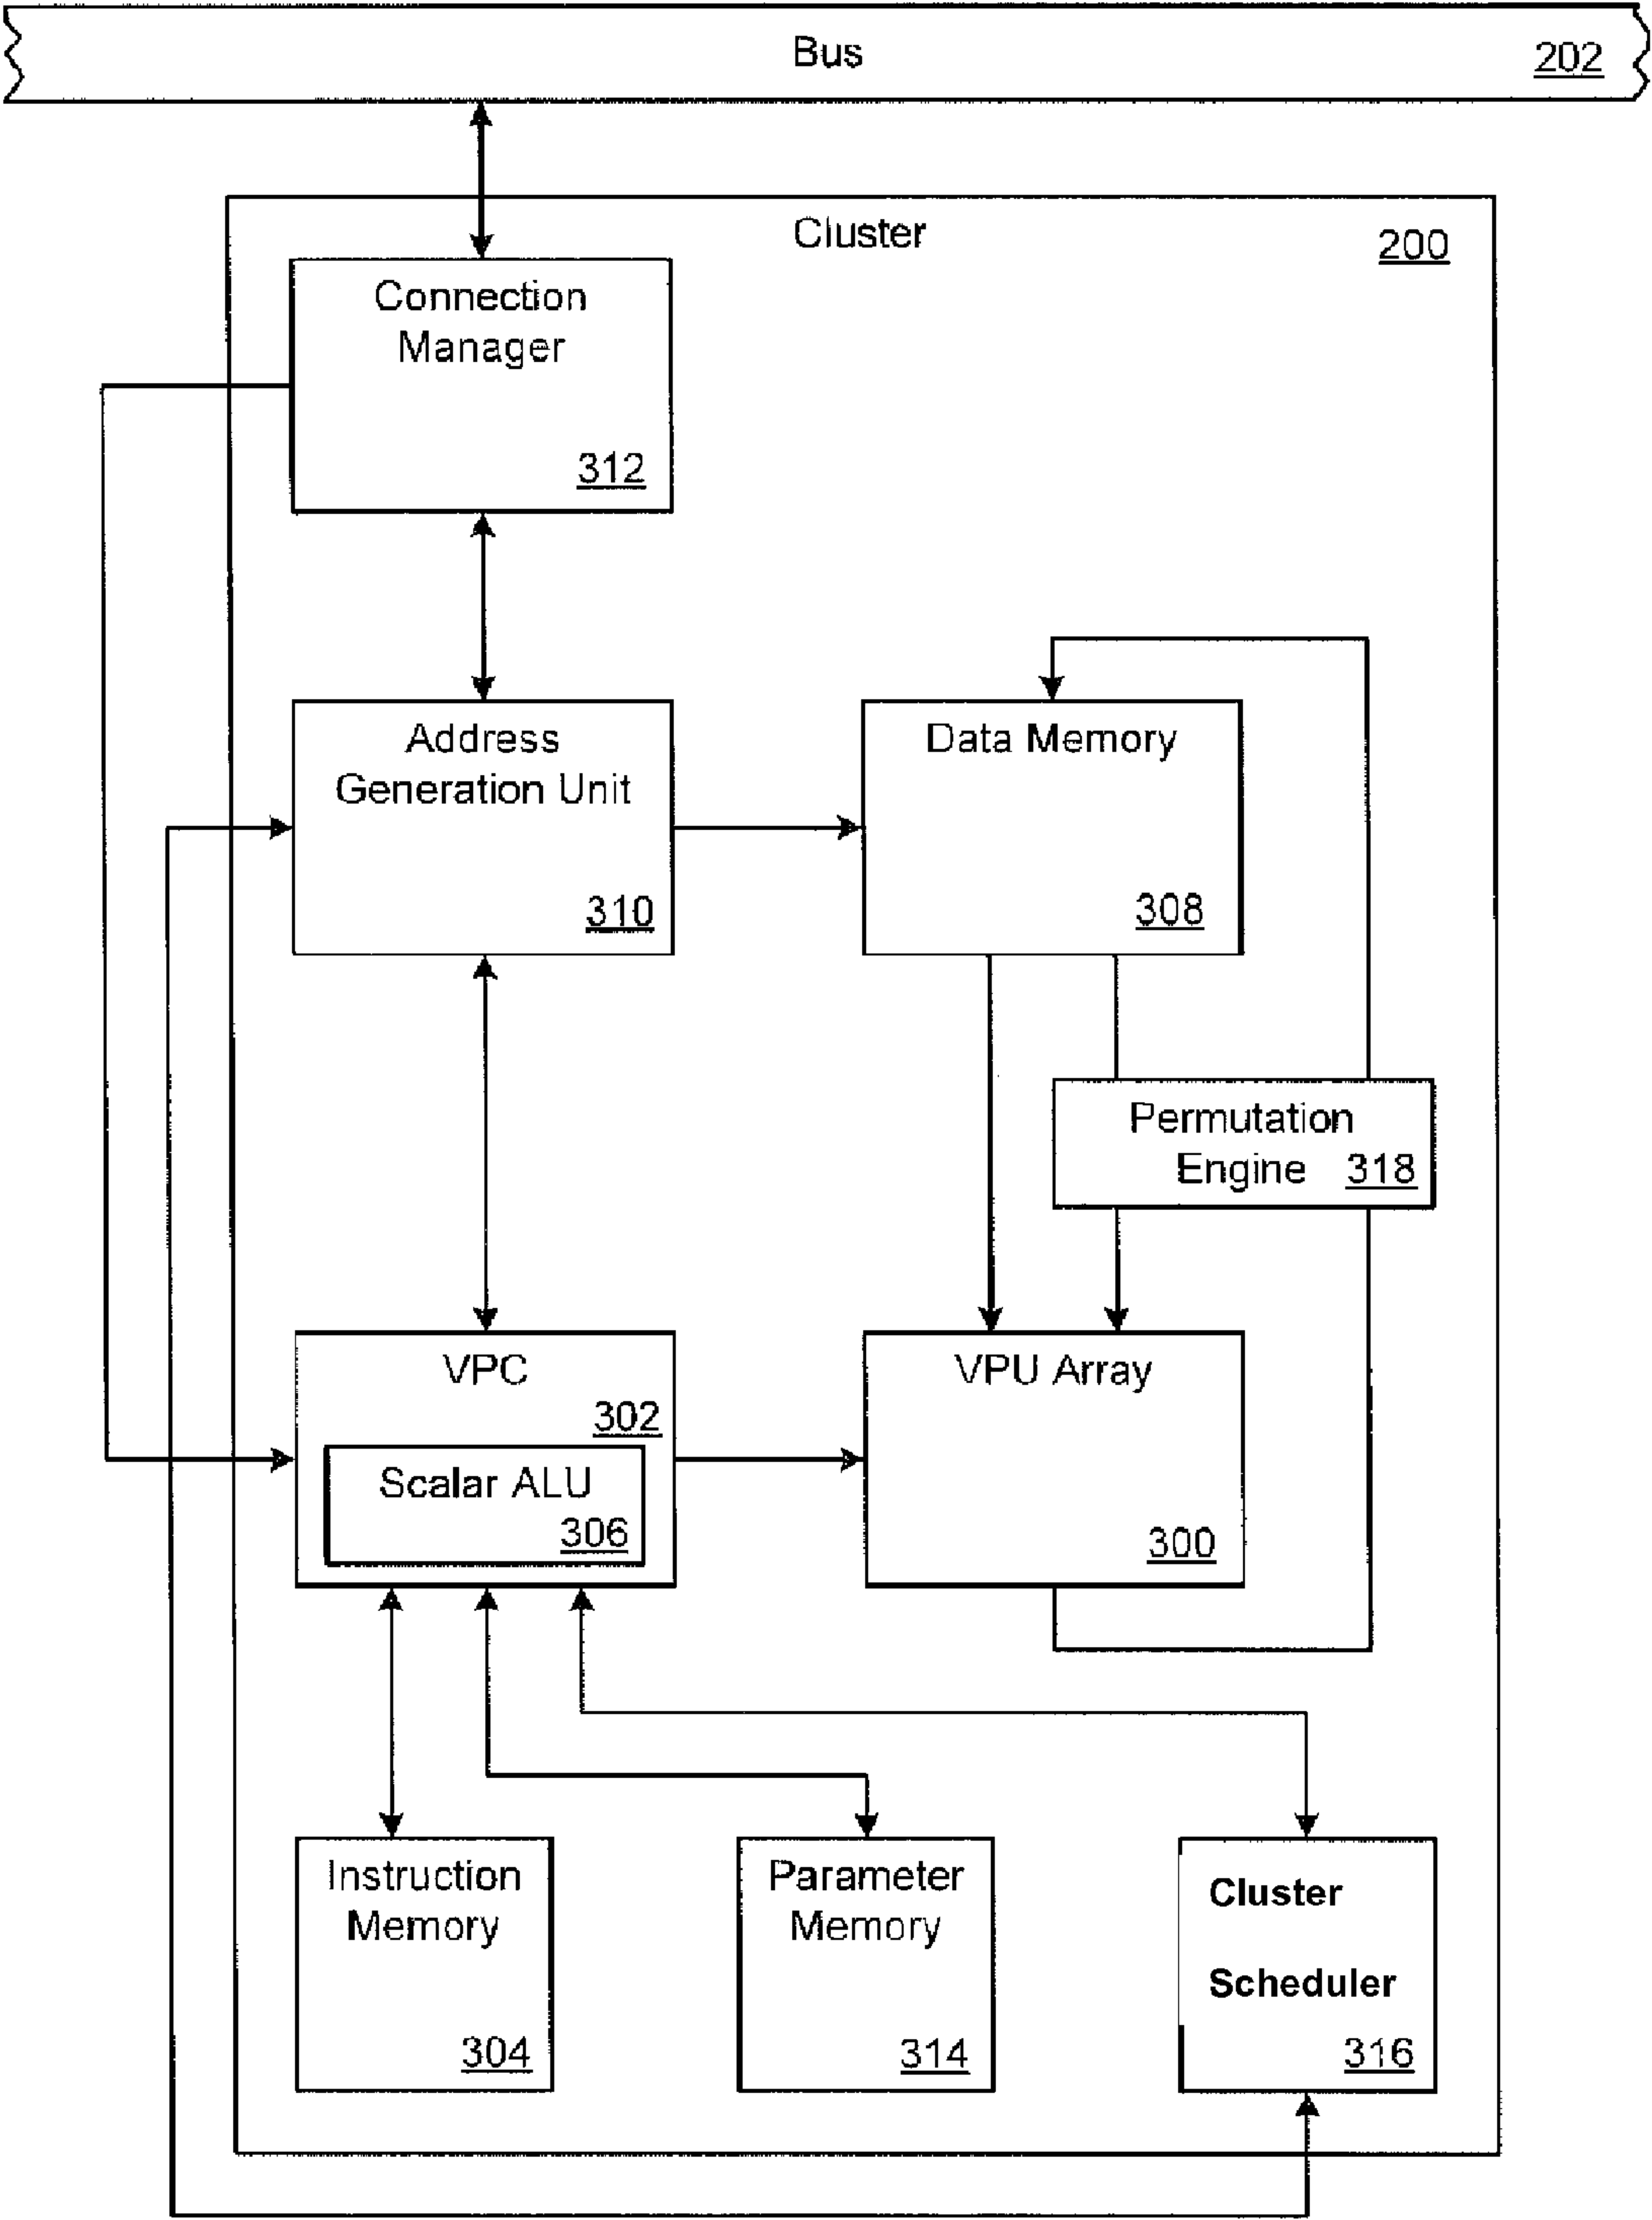 Bus
202
Cluster
200
Connection
Manager
312
Address
Generation Unit
310
Data Memory
308
Permutation
Engine 318
VPC
302
Scalar ALU
306
VPU Array
300
Instruction
Memory
304
Parameter
Memory
314
Cluster
Scheduler
316